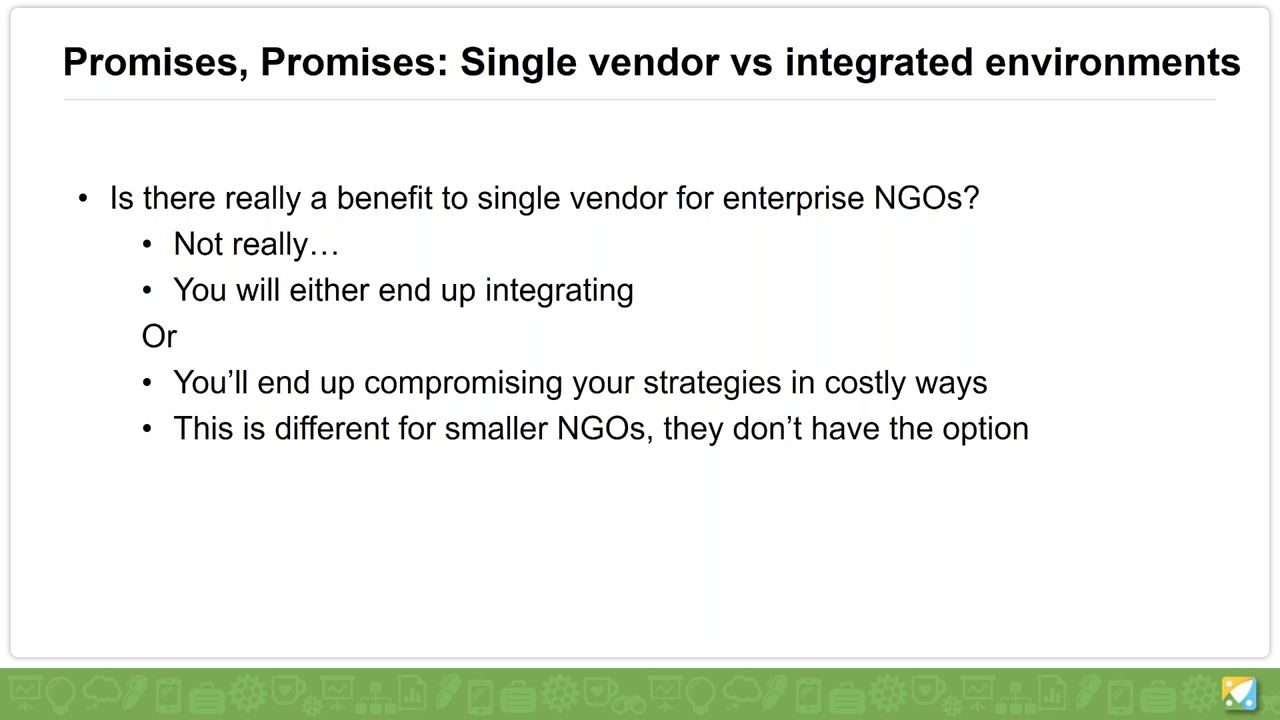 Promises, Promises: Single vendor vs integrated environments
• Is there really a benefit to single vendor for enterprise NGOs?
• Not really…
• You will either end up integrating
Or
• You’ll end up compromising your strategies in costly ways
• This is different for smaller NGOs, they don’t have the option